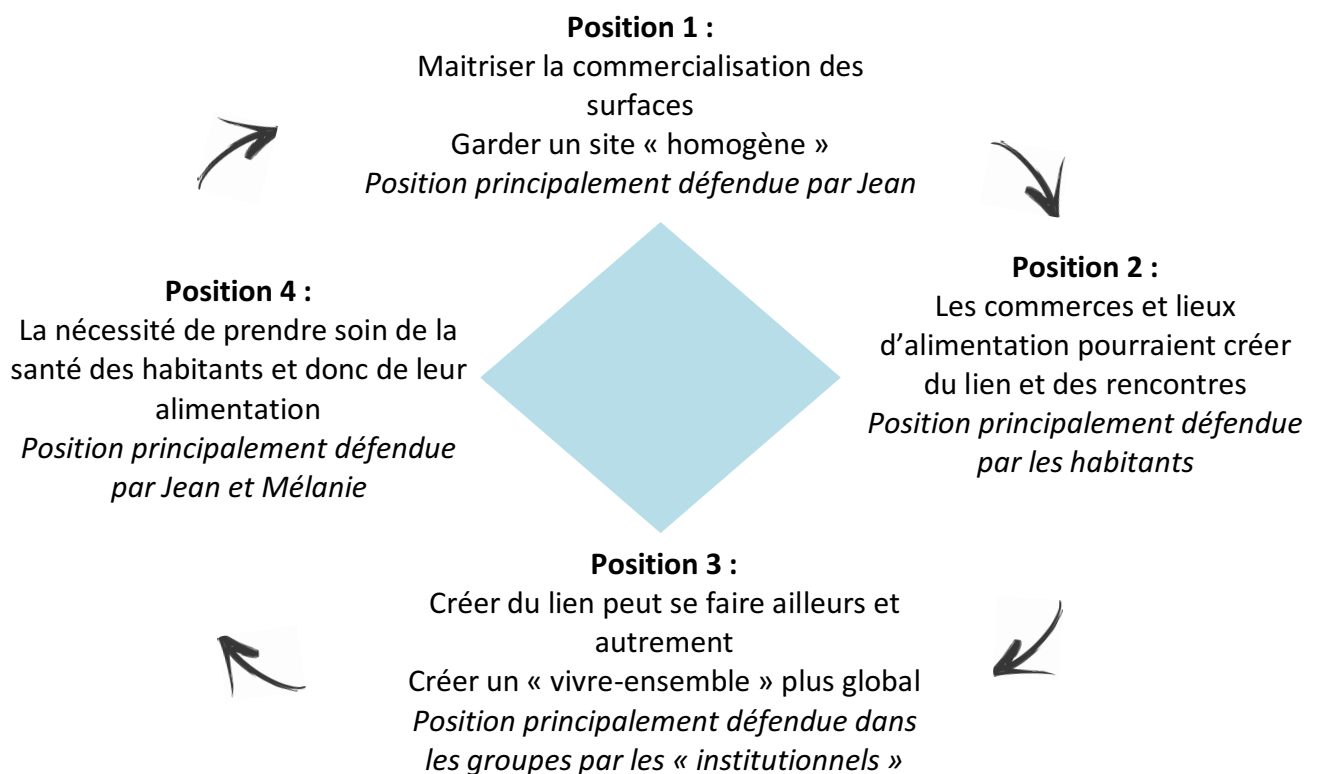 Position 1 :
Maitriser la commercialisation des
surfaces
Garder un site « homogène »
Position principalement défendue par Jean
Position 2 :
Les commerces et lieux
d’alimentation pourraient créer
du lien et des rencontres
Position principalement défendue
par les habitants
Position 3 :
Créer du lien peut se faire ailleurs et
autrement
Créer un « vivre-ensemble » plus global
Position principalement défendue dans
les groupes par les « institutionnels »
Position 4 :
La nécessité de prendre soin de la
santé des habitants et donc de leur
alimentation
Position principalement défendue
par Jean et Mélanie